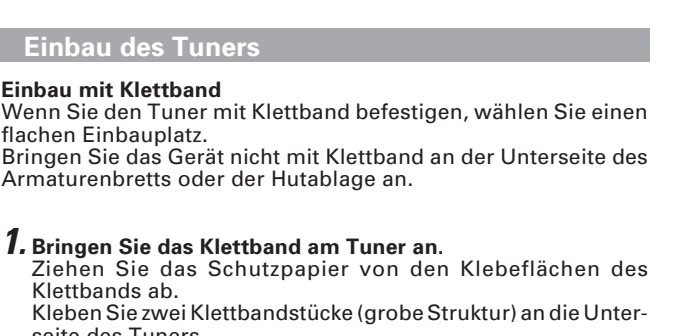 Einbau des Tuners
Einbau mit Klettband
Wenn Sie den Tuner mit Klettband befestigen, wählen Sie einen
flachen Einbauplatz.
Bringen Sie das Gerät nicht mit Klettband an der Unterseite des
Armaturenbretts oder der Hutablage an.
1. Bringen Sie das Klettband am Tuner an.
Ziehen Sie das Schutzpapier von den Klebeflächen des
Klettbands ab.
Kleben Sie zwei Klettbandstücke (grobe Struktur) an die Unter-
seite des Tuners